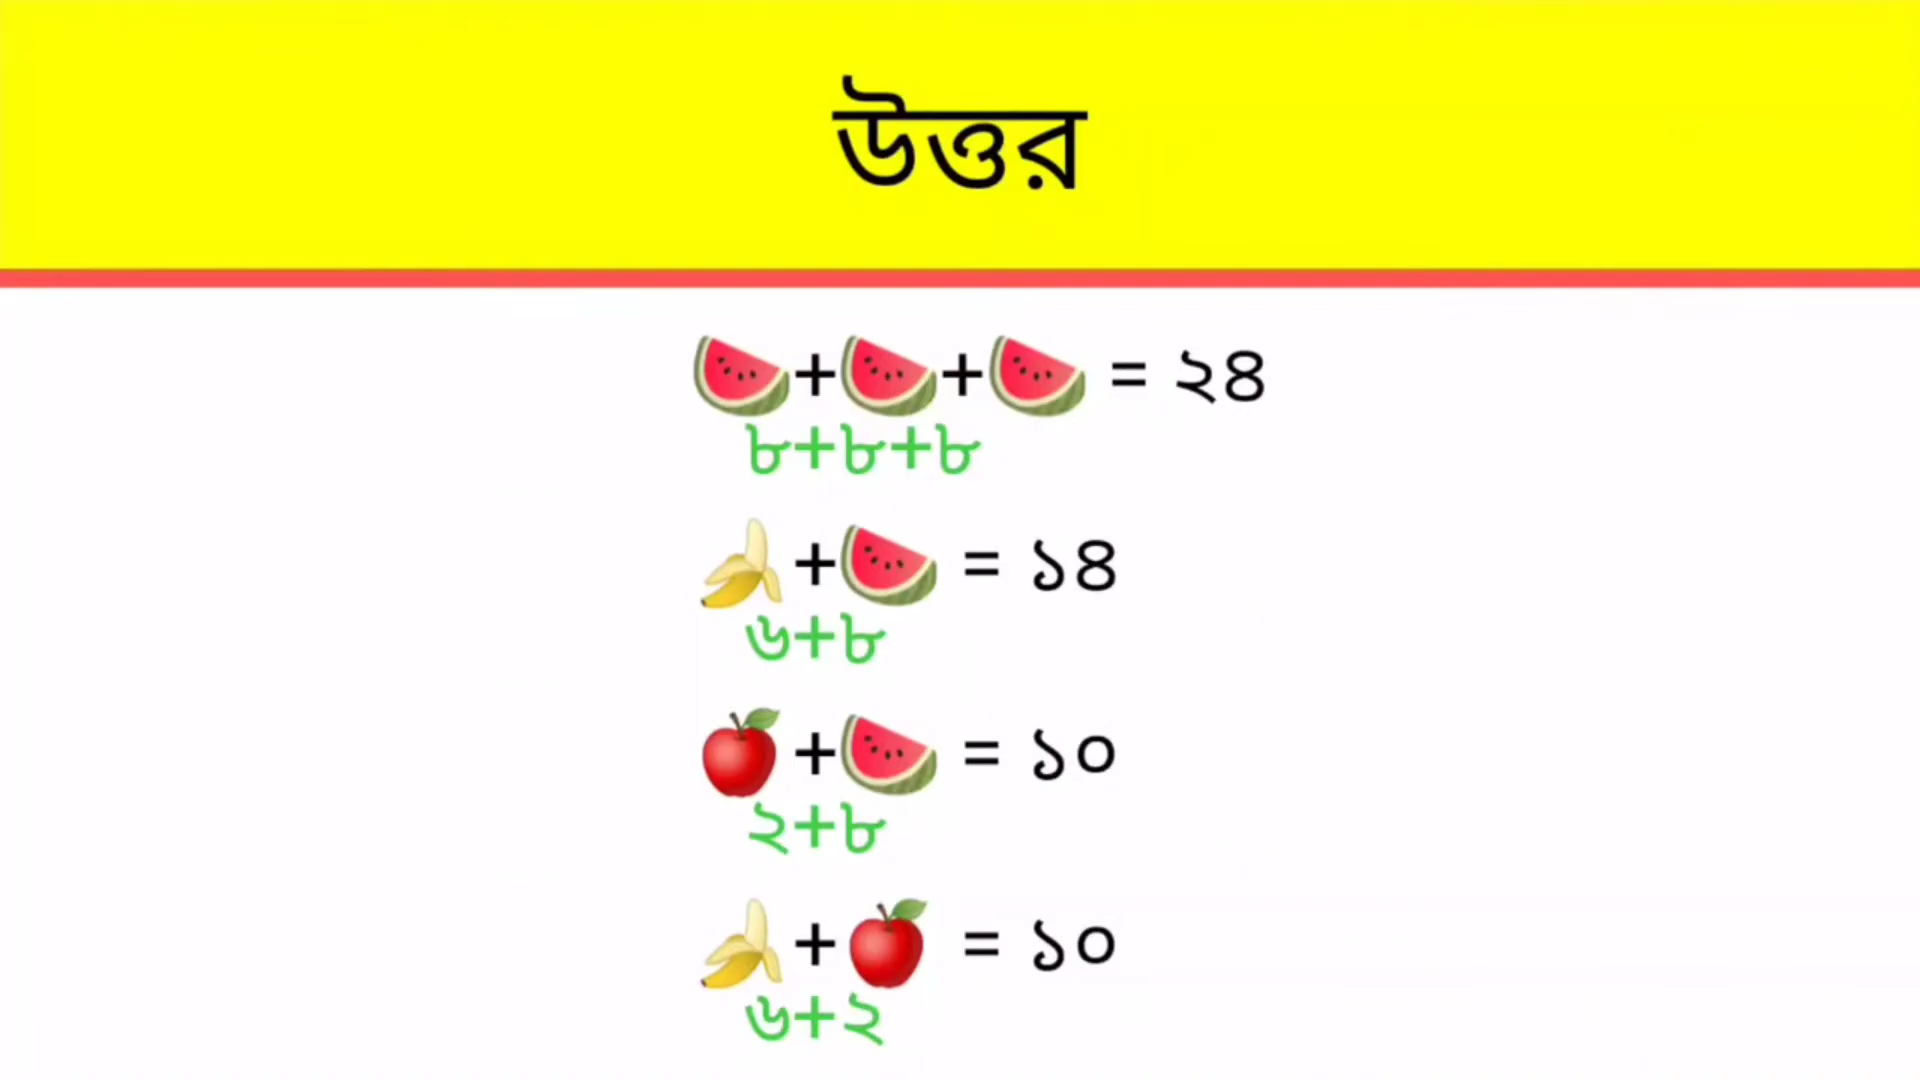 উত্তর
🍉+🍉+🍉 = ২৪
৮+৮+৮
🍌+🍉 = ১৪
৬+৮
🍎+🍉 = ১০
২+৮
🍌+🍎 = ১০
৬+২